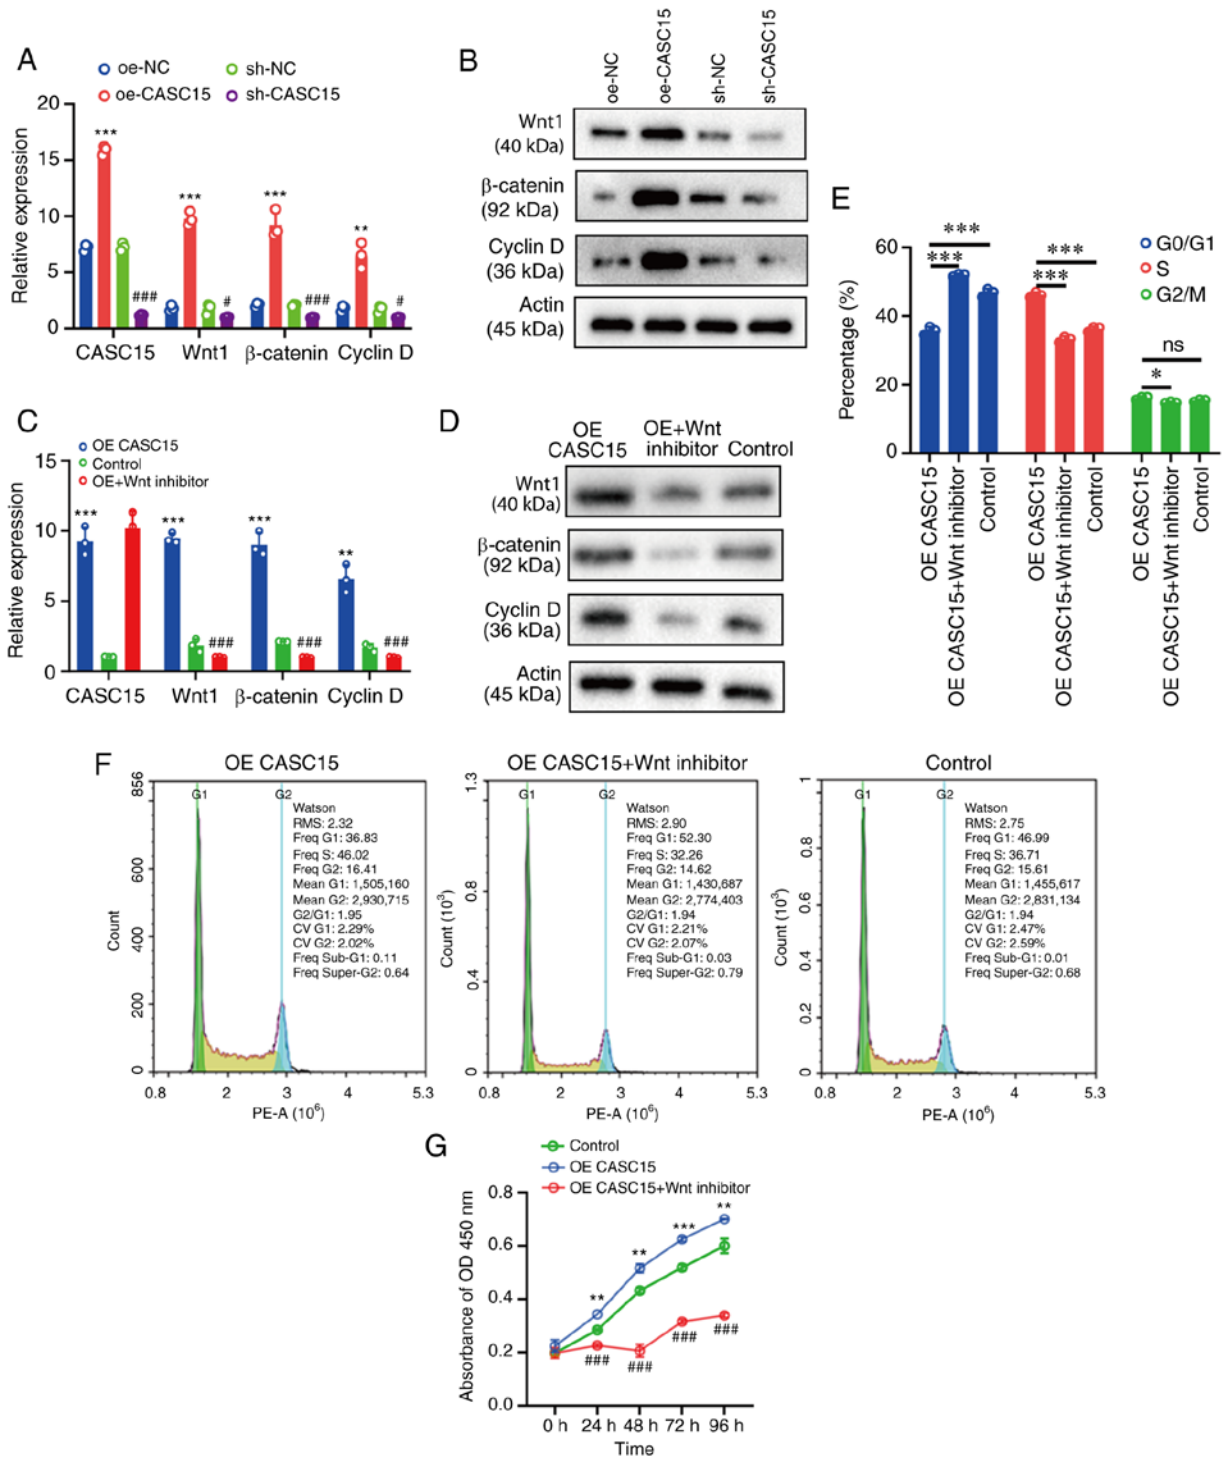 A
oe-NC
sh-NC
oe-CASC15
sh-CASC15
Relative expression
20
15
10
5
0
***
###
***
#
***
###
**
#
CASC15
Wnt1
β-catenin
Cyclin D
B
oe-NC
oe-CASC15
sh-NC
sh-CASC15
Wnt1
(40 kDa)
β-catenin
(92 kDa)
Cyclin D
(36 kDa)
Actin
(45 kDa)
C
OE CASC15
Control
OE+Wnt inhibitor
Relative expression
15
10
5
0
***
***
###
***
###
**
###
CASC15
Wnt1
β-catenin
Cyclin D
D
OE
CASC15
OE+Wnt
inhibitor
Control
Wnt1
(40 kDa)
β-catenin
(92 kDa)
Cyclin D
(36 kDa)
Actin
(45 kDa)
E
G0/G1
S
G2/M
Percentage (%)
60
40
20
0
***
***
***
***
ns
*
OE CASC15
OE CASC15+Wnt inhibitor
Control
OE CASC15
OE CASC15+Wnt inhibitor
Control
OE CASC15
OE CASC15+Wnt inhibitor
Control
F
OE CASC15
Count
856
600
400
200
0
G1
G2
Watson
RMS: 2.32
Freq G1: 36.83
Freq S: 46.02
Freq G2: 16.41
Mean G1: 1,505,160
Mean G2: 2,930,715
G2/G1: 1.95
CV G1: 2.29%
CV G2: 2.02%
Freq Sub-G1: 0.11
Freq Super-G2: 0.64
0.8
2
3
4
5.3
PE-A (10⁶)
OE CASC15+Wnt inhibitor
Count (10³)
1.3
0.8
0.4
0
G1
G2
Watson
RMS: 2.90
Freq G1: 52.30
Freq S: 32.26
Freq G2: 14.62
Mean G1: 1,430,687
Mean G2: 2,774,403
G2/G1: 1.94
CV G1: 2.21%
CV G2: 2.07%
Freq Sub-G1: 0.03
Freq Super-G2: 0.79
0.8
2
3
4
5.3
PE-A (10⁶)
Control
Count (10³)
1
0.8
0.6
0.4
0.2
0
G1
G2
Watson
RMS: 2.75
Freq G1: 46.99
Freq S: 36.71
Freq G2: 15.61
Mean G1: 1,455,617
Mean G2: 2,831,134
G2/G1: 1.94
CV G1: 2.47%
CV G2: 2.59%
Freq Sub-G1: 0.01
Freq Super-G2: 0.68
0.8
2
3
4
5.3
PE-A (10⁶)
G
Control
OE CASC15
OE CASC15+Wnt inhibitor
Absorbance of OD 450 nm
0.8
0.6
0.4
0.2
0.0
**
**
***
**
###
###
###
###
0 h
24 h
48 h
72 h
96 h
Time